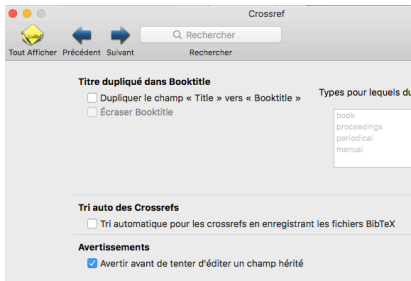 Crossref
Rechercher
Tout Afficher Précédent Suivant Rechercher
Titre dupliqué dans Booktitle
Dupliquer le champ « Title » vers « Booktitle » Types pour lesquels du
Écraser Booktitle
book
proceedings
periodical
manual
Tri auto des Crossrefs
Tri automatique pour les crossrefs en enregistrant les fichiers BibTeX
Avertissements
Avertir avant de tenter d'éditer un champ hérité